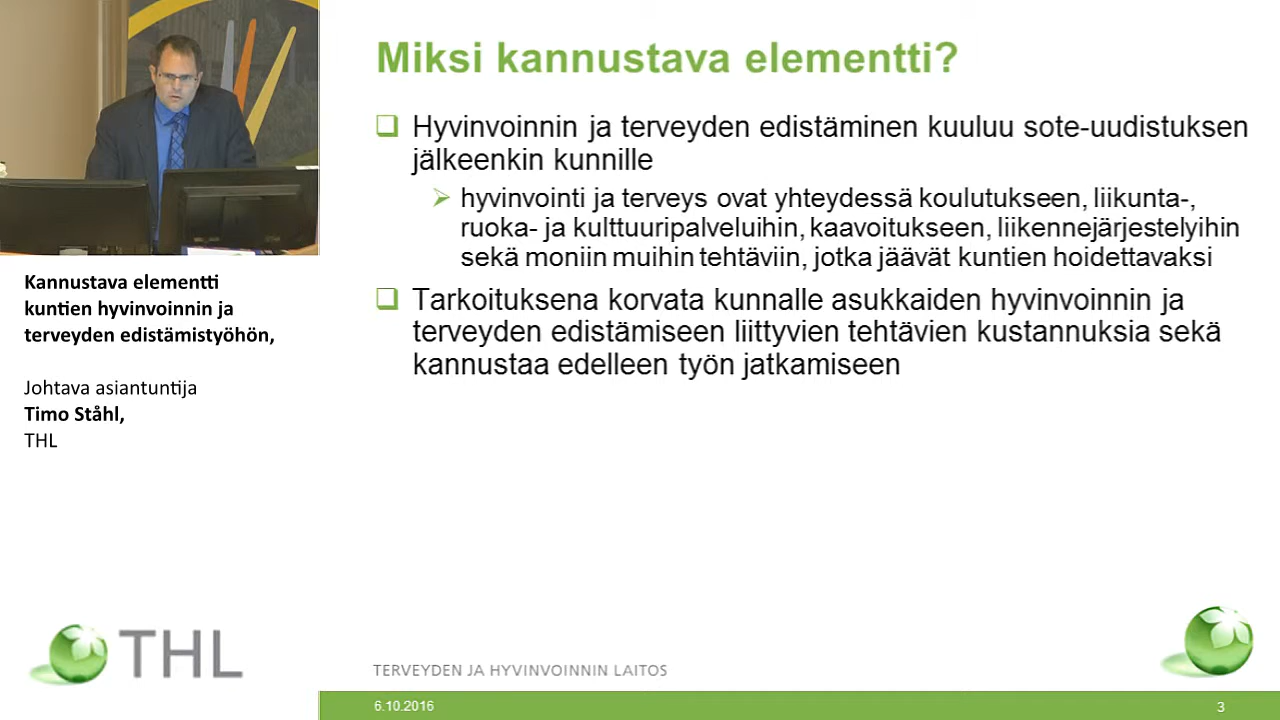 Miksi kannustava elementti?
Hyvinvoinnin ja terveyden edistäminen kuuluu sote-uudistuksen
jälkeenkin kunnille
hyvinvointi ja terveys ovat yhteydessä koulutukseen, liikunta-,
ruoka- ja kulttuuripalveluihin, kaavoitukseen, liikennejärjestelyihin
sekä moniin muihin tehtäviin, jotka jäävät kuntien hoidettavaksi
Tarkoituksena korvata kunnalle asukkaiden hyvinvoinnin ja
terveyden edistämiseen liittyvien tehtävien kustannuksia sekä
kannustaa edelleen työn jatkamiseen
Kannustava elementti
kuntien hyvinvoinnin ja
terveyden edistämistyöhön,
Johtava asiantuntija
Timo Ståhl,
THL
THL
TERVEYDEN JA HYVINVOINNIN LAITOS
6.10.2016
3